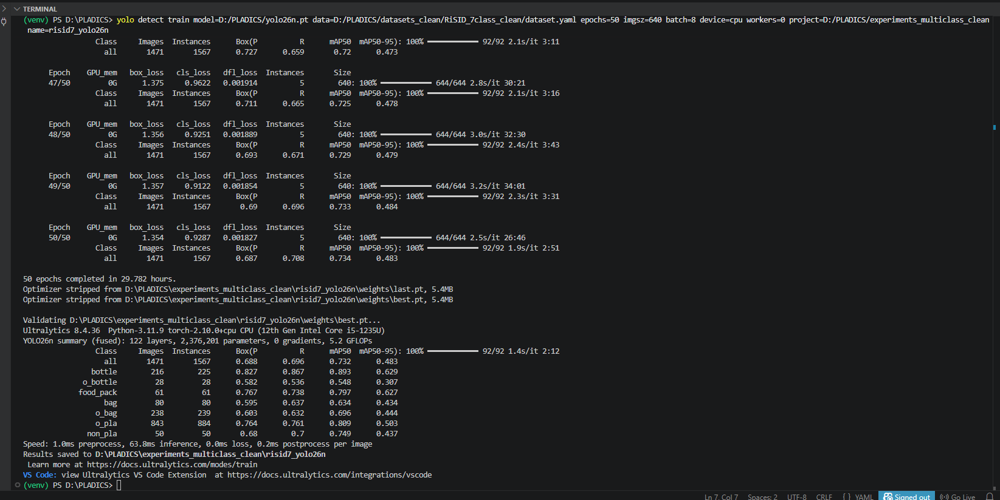 TERMINAL
(venv) PS D:\PLADICS> yolo detect train model=D:/PLADICS/yolo26n.pt data=D:/PLADICS/datasets_clean/RiSID_7class_clean/dataset.yaml epochs=50 imgsz=640 batch=8 device=cpu workers=0 project=D:/PLADICS/experiments_multiclass_clean
name=risid7_yolo26n
Class Images Instances Box(P R mAP50 mAP50-95): 100% ━━━━━━━━━━━━ 92/92 2.1s/it 3:11
all 1471 1567 0.727 0.659 0.72 0.473
Epoch GPU_mem box_loss cls_loss dfl_loss Instances Size
47/50 0G 1.375 0.9622 0.001914 5 640: 100% ━━━━━━━━━━━━ 644/644 2.8s/it 30:21
Class Images Instances Box(P R mAP50 mAP50-95): 100% ━━━━━━━━━━━━ 92/92 2.1s/it 3:16
all 1471 1567 0.711 0.665 0.725 0.478
Epoch GPU_mem box_loss cls_loss dfl_loss Instances Size
48/50 0G 1.356 0.9251 0.001889 5 640: 100% ━━━━━━━━━━━━ 644/644 3.0s/it 32:30
Class Images Instances Box(P R mAP50 mAP50-95): 100% ━━━━━━━━━━━━ 92/92 2.4s/it 3:43
all 1471 1567 0.693 0.671 0.729 0.479
Epoch GPU_mem box_loss cls_loss dfl_loss Instances Size
49/50 0G 1.357 0.9122 0.001854 5 640: 100% ━━━━━━━━━━━━ 644/644 3.2s/it 34:01
Class Images Instances Box(P R mAP50 mAP50-95): 100% ━━━━━━━━━━━━ 92/92 2.3s/it 3:31
all 1471 1567 0.69 0.696 0.733 0.484
Epoch GPU_mem box_loss cls_loss dfl_loss Instances Size
50/50 0G 1.354 0.9287 0.001827 5 640: 100% ━━━━━━━━━━━━ 644/644 2.5s/it 26:46
Class Images Instances Box(P R mAP50 mAP50-95): 100% ━━━━━━━━━━━━ 92/92 1.9s/it 2:51
all 1471 1567 0.687 0.708 0.734 0.483
50 epochs completed in 29.782 hours.
Optimizer stripped from D:\PLADICS\experiments_multiclass_clean\risid7_yolo26n\weights\last.pt, 5.4MB
Optimizer stripped from D:\PLADICS\experiments_multiclass_clean\risid7_yolo26n\weights\best.pt, 5.4MB
Validating D:\PLADICS\experiments_multiclass_clean\risid7_yolo26n\weights\best.pt...
Ultralytics 8.4.36 Python-3.11.9 torch-2.10.0+cpu CPU (12th Gen Intel Core i5-1235U)
YOLO26n summary (fused): 122 layers, 2,376,201 parameters, 0 gradients, 5.2 GFLOPs
Class Images Instances Box(P R mAP50 mAP50-95): 100% ━━━━━━━━━━━━ 92/92 1.4s/it 2:12
all 1471 1567 0.688 0.696 0.732 0.483
bottle 216 225 0.827 0.867 0.893 0.629
o_bottle 28 28 0.582 0.536 0.548 0.307
food_pack 61 61 0.767 0.738 0.797 0.627
bag 80 80 0.595 0.637 0.634 0.434
o_bag 238 239 0.603 0.632 0.696 0.444
o_pla 843 884 0.764 0.761 0.809 0.503
non_pla 50 50 0.68 0.7 0.749 0.437
Speed: 1.0ms preprocess, 63.8ms inference, 0.0ms loss, 0.2ms postprocess per image
Results saved to D:\PLADICS\experiments_multiclass_clean\risid7_yolo26n
Learn more at https://docs.ultralytics.com/modes/train
VS Code: view Ultralytics VS Code Extension at https://docs.ultralytics.com/integrations/vscode
(venv) PS D:\PLADICS>
Ln 7, Col 7 Spaces: 2 UTF-8 CRLF { } YAML Signed out Go Live